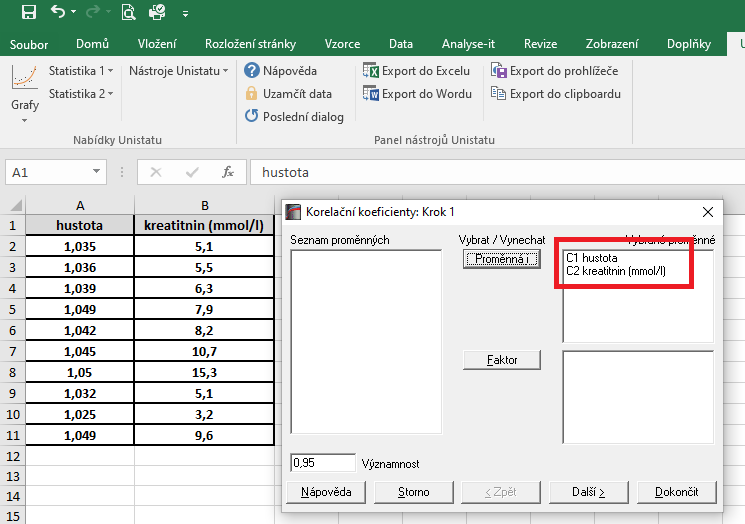 Soubor Domů Vložení Rozložení stránky Vzorce Data Analyse-it Revize Zobrazení Doplňky U
Statistika 1 Nástroje Unistatu Nápověda Export do Excelu Export do prohlížeče
Grafy Statistika 2 Uzamčít data Export do Wordu Export do clipboardu
Poslední dialog
Nabídky Unistatu Panel nástrojů Unistatu
A1 fx hustota
A B
1 hustota kreatitnin (mmol/l)
2 1,035 5,1
3 1,036 5,5
4 1,039 6,3
5 1,049 7,9
6 1,042 8,2
7 1,045 10,7
8 1,05 15,3
9 1,032 5,1
10 1,025 3,2
11 1,049 9,6
12
13
14
15
Korelační koeficienty: Krok 1
Seznam proměnných Vybrat / Vynechat Vybrané proměnné
Proměnná j
C1 hustota
C2 kreatitnin (mmol/l)
Faktor
0,95 Významnost
Nápověda Storno < Zpět Další > Dokončit